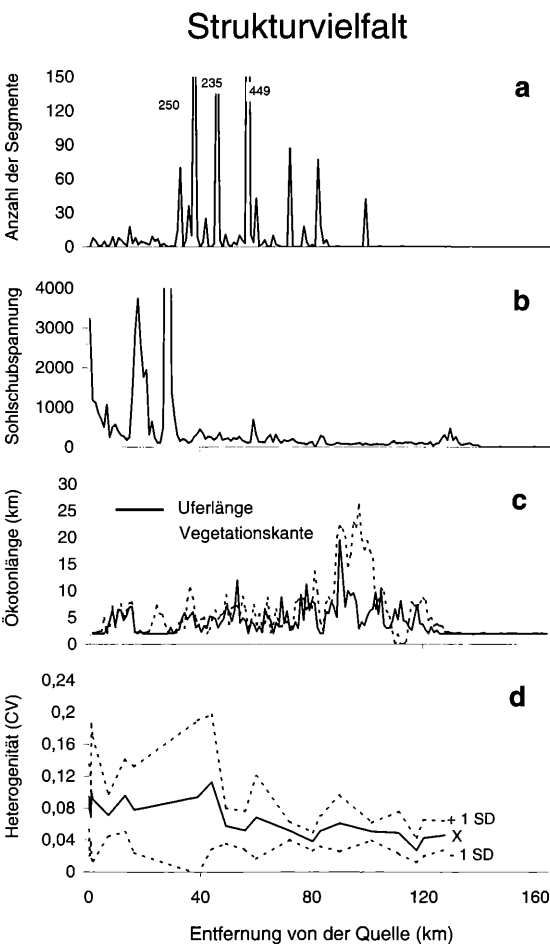 Strukturvielfalt
a
Anzahl der Segmente
150
120
90
60
30
0
250
235
449
b
Sohlschubspannung
4000
3000
2000
1000
0
c
Ökotonlänge (km)
30
25
20
15
10
5
0
Uferlänge
Vegetationskante
d
Heterogenität (CV)
0,24
0,2
0,16
0,12
0,08
0,04
0
+ 1 SD
X
- 1 SD
0 40 80 120 160
Entfernung von der Quelle (km)